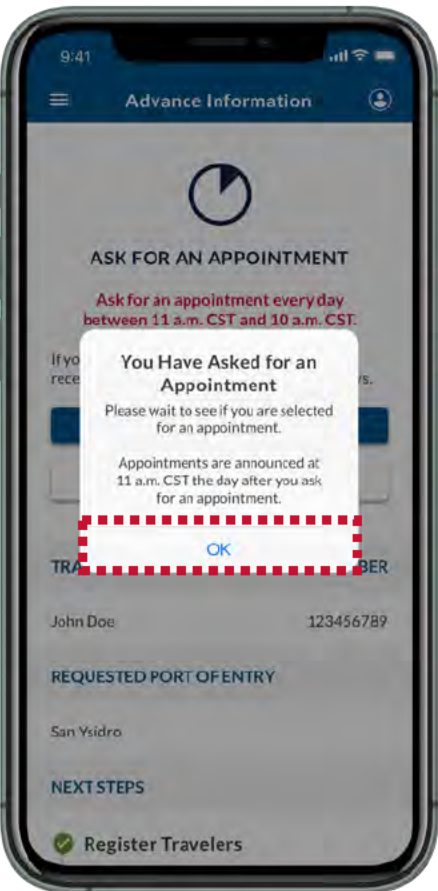 9:41
Advance Information
ASK FOR AN APPOINTMENT
Ask for an appointment every day
between 11 a.m. CST and 10 a.m. CST.
If yo
rece
s.
You Have Asked for an
Appointment
Please wait to see if you are selected
for an appointment.
Appointments are announced at
11 a.m. CST the day after you ask
for an appointment.
OK
TRA
BER
John Doe 123456789
REQUESTED PORT OF ENTRY
San Ysidro
NEXT STEPS
Register Travelers